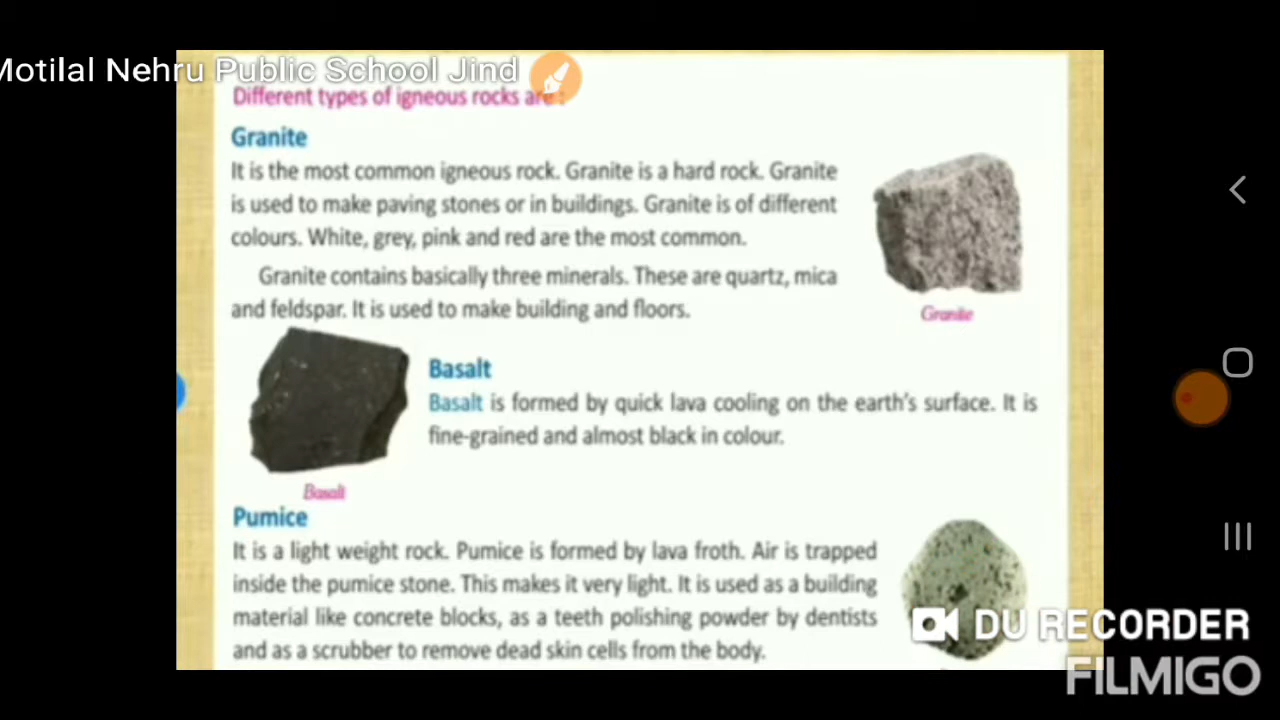 Motilal Nehru Public School Jind
Different types of igneous rocks are :
Granite
It is the most common igneous rock. Granite is a hard rock. Granite
is used to make paving stones or in buildings. Granite is of different
colours. White, grey, pink and red are the most common.
Granite contains basically three minerals. These are quartz, mica
and feldspar. It is used to make building and floors.
Granite
Basalt
Basalt is formed by quick lava cooling on the earth's surface. It is
fine-grained and almost black in colour.
Basalt
Pumice
It is a light weight rock. Pumice is formed by lava froth. Air is trapped
inside the pumice stone. This makes it very light. It is used as a building
material like concrete blocks, as a teeth polishing powder by dentists
and as a scrubber to remove dead skin cells from the body.
DU RECORDER
FILMIGO